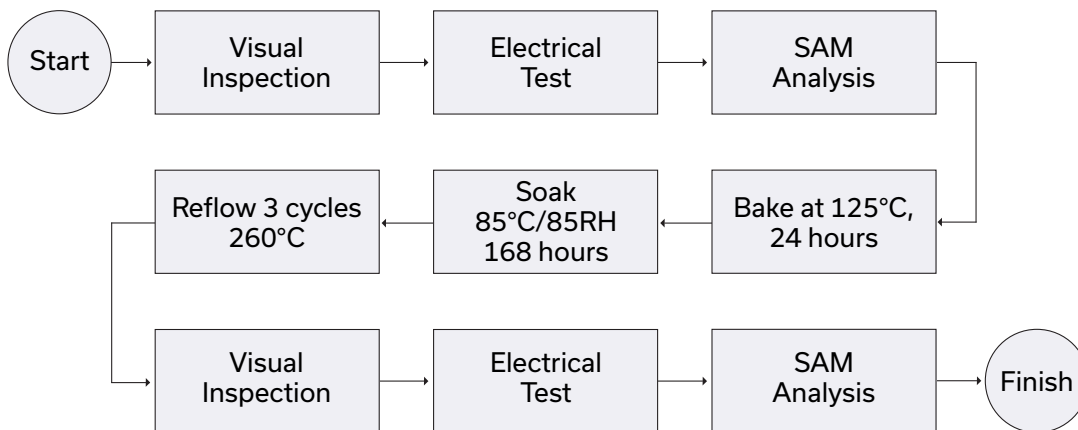 Start
Visual
Inspection
Electrical
Test
SAM
Analysis
Bake at 125°C,
24 hours
Soak
85°C/85RH
168 hours
Reflow 3 cycles
260°C
Visual
Inspection
Electrical
Test
SAM
Analysis
Finish